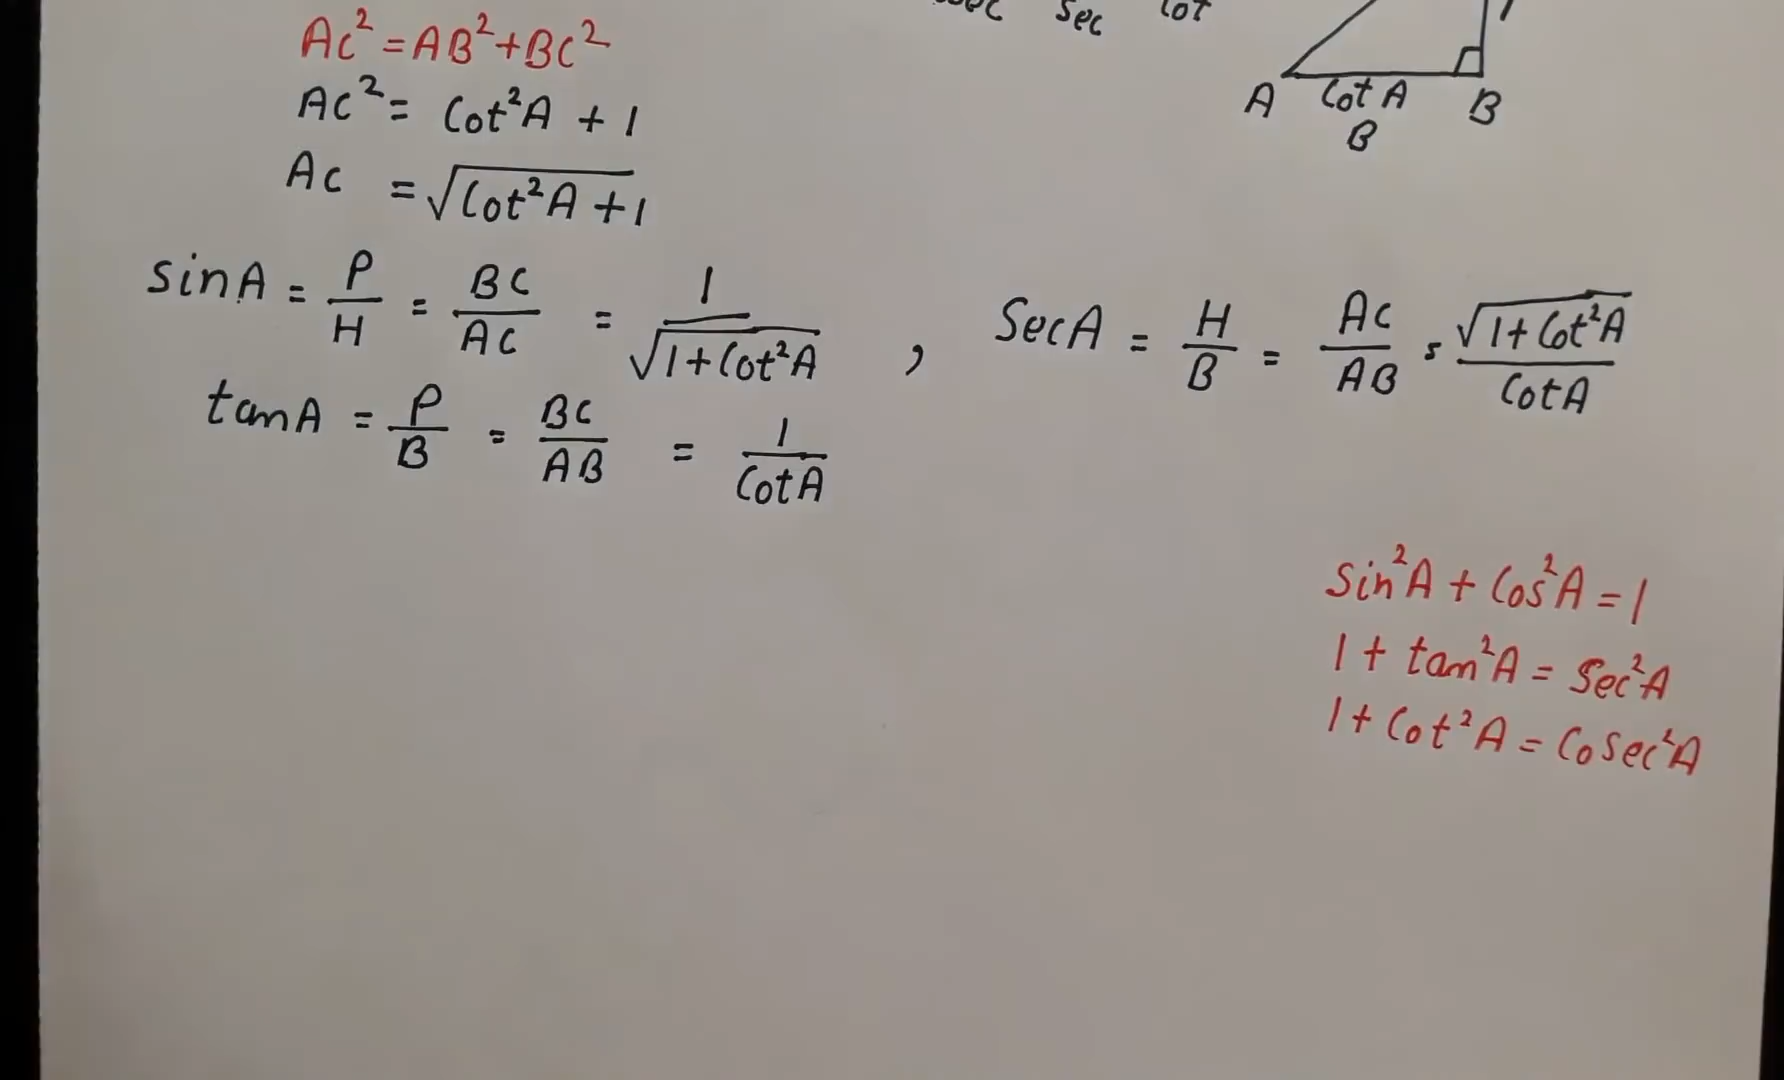 Sec Cot
AC² = AB² + BC²
AC² = Cot²A + 1
A Cot A B
B
AC = √Cot²A + 1
sinA = P/H = BC/AC = 1/√1+Cot²A , SecA = H/B = AC/AB = √1+Cot²A/CotA
tanA = P/B = BC/AB = 1/CotA
Sin²A + Cos²A = 1
1 + tan²A = Sec²A
1 + Cot²A = Cosec²A